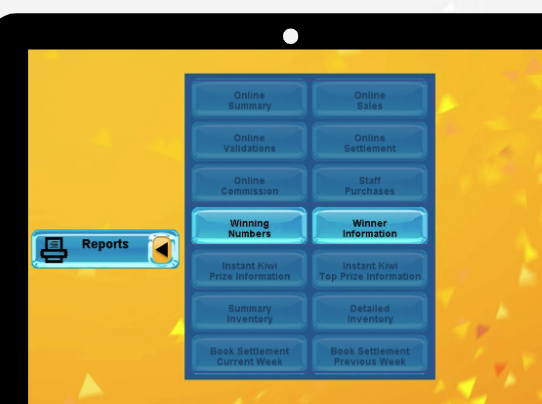 Online
Summary
Online
Sales
Online
Validations
Online
Settlement
Online
Commission
Staff
Purchases
Winning
Numbers
Winner
Information
Reports
Instant Kiwi
Prize Information
Instant Kiwi
Top Prize Information
Summary
Inventory
Detailed
Inventory
Book Settlement
Current Week
Book Settlement
Previous Week